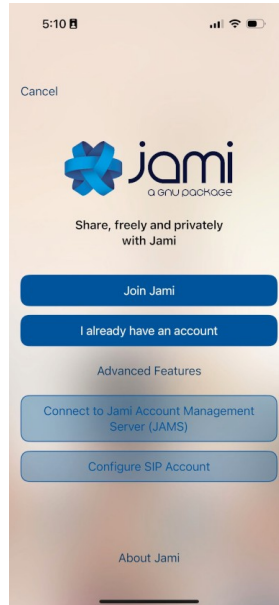 5:10
Cancel
jami
a GNU package
Share, freely and privately
with Jami
Join Jami
I already have an account
Advanced Features
Connect to Jami Account Management
Server (JAMS)
Configure SIP Account
About Jami